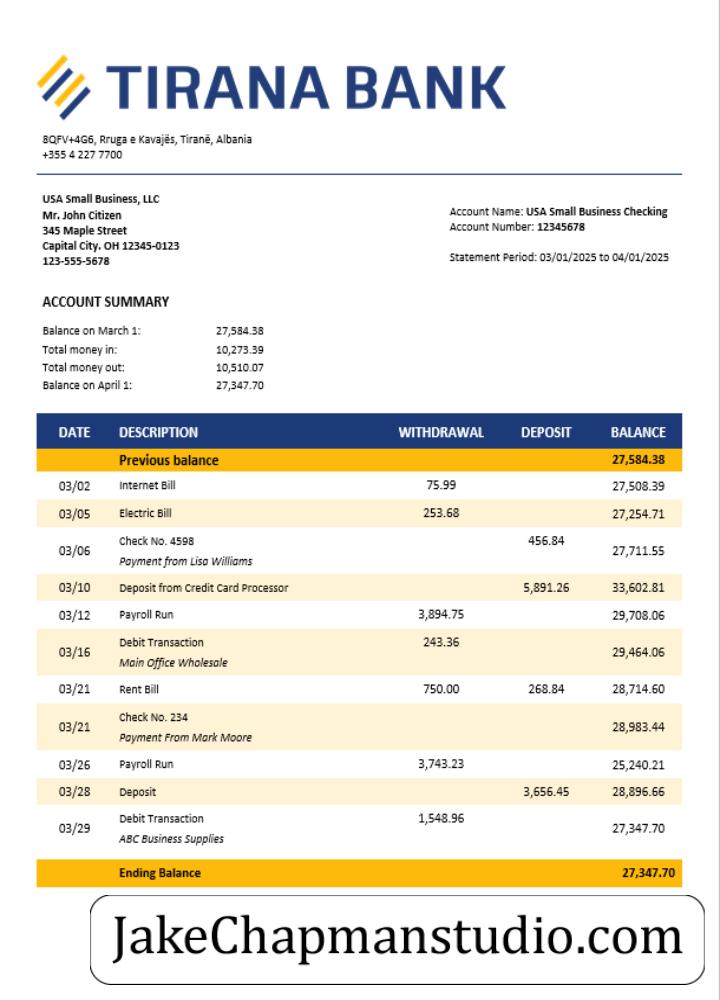 TIRANA BANK
8QFV+4G6, Rruga e Kavajës, Tiranë, Albania
+355 4 227 7700
USA Small Business, LLC
Mr. John Citizen
345 Maple Street
Capital City. OH 12345-0123
123-555-5678
Account Name: USA Small Business Checking
Account Number: 12345678
Statement Period: 03/01/2025 to 04/01/2025
ACCOUNT SUMMARY
Balance on March 1: 27,584.38
Total money in: 10,273.39
Total money out: 10,510.07
Balance on April 1: 27,347.70
DATE DESCRIPTION WITHDRAWAL DEPOSIT BALANCE
Previous balance 27,584.38
03/02 Internet Bill 75.99 27,508.39
03/05 Electric Bill 253.68 27,254.71
03/06 Check No. 4598 456.84 27,711.55
Payment from Lisa Williams
03/10 Deposit from Credit Card Processor 5,891.26 33,602.81
03/12 Payroll Run 3,894.75 29,708.06
03/16 Debit Transaction 243.36 29,464.06
Main Office Wholesale
03/21 Rent Bill 750.00 268.84 28,714.60
03/21 Check No. 234 28,983.44
Payment From Mark Moore
03/26 Payroll Run 3,743.23 25,240.21
03/28 Deposit 3,656.45 28,896.66
03/29 Debit Transaction 1,548.96 27,347.70
ABC Business Supplies
Ending Balance 27,347.70
JakeChapmanstudio.com